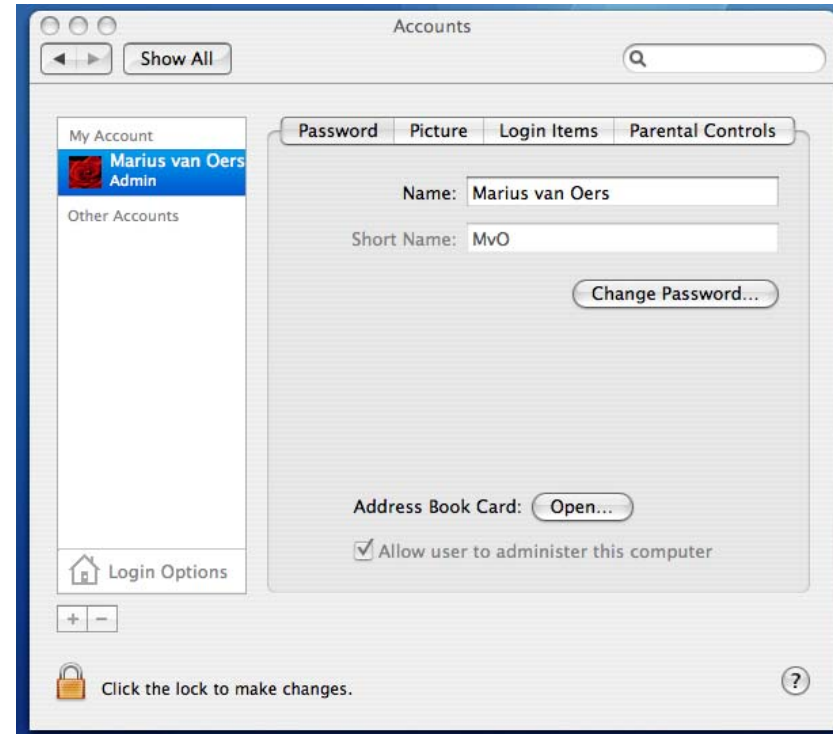 Accounts
Show All
My Account
Marius van Oers
Admin
Other Accounts
Login Options
Password Picture Login Items Parental Controls
Name: Marius van Oers
Short Name: MvO
Change Password...
Address Book Card: Open...
Allow user to administer this computer
+ −
Click the lock to make changes.
?